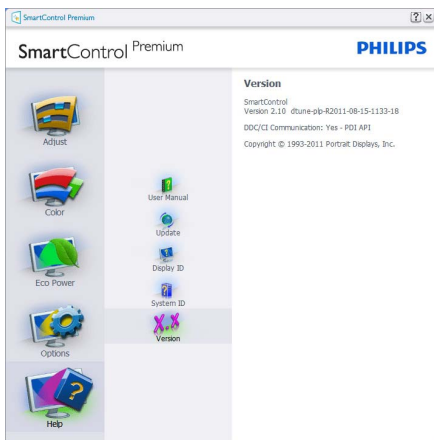 SmartControl Premium
SmartControl Premium
PHILIPS
Adjust
Color
Eco Power
Options
Help
User Manual
Update
Display ID
System ID
X.X
Version
Version
SmartControl
Version 2.10 dtune-plp-R2011-08-15-1133-18
DDC/CI Communication: Yes - PDI API
Copyright © 1993-2011 Portrait Displays, Inc.